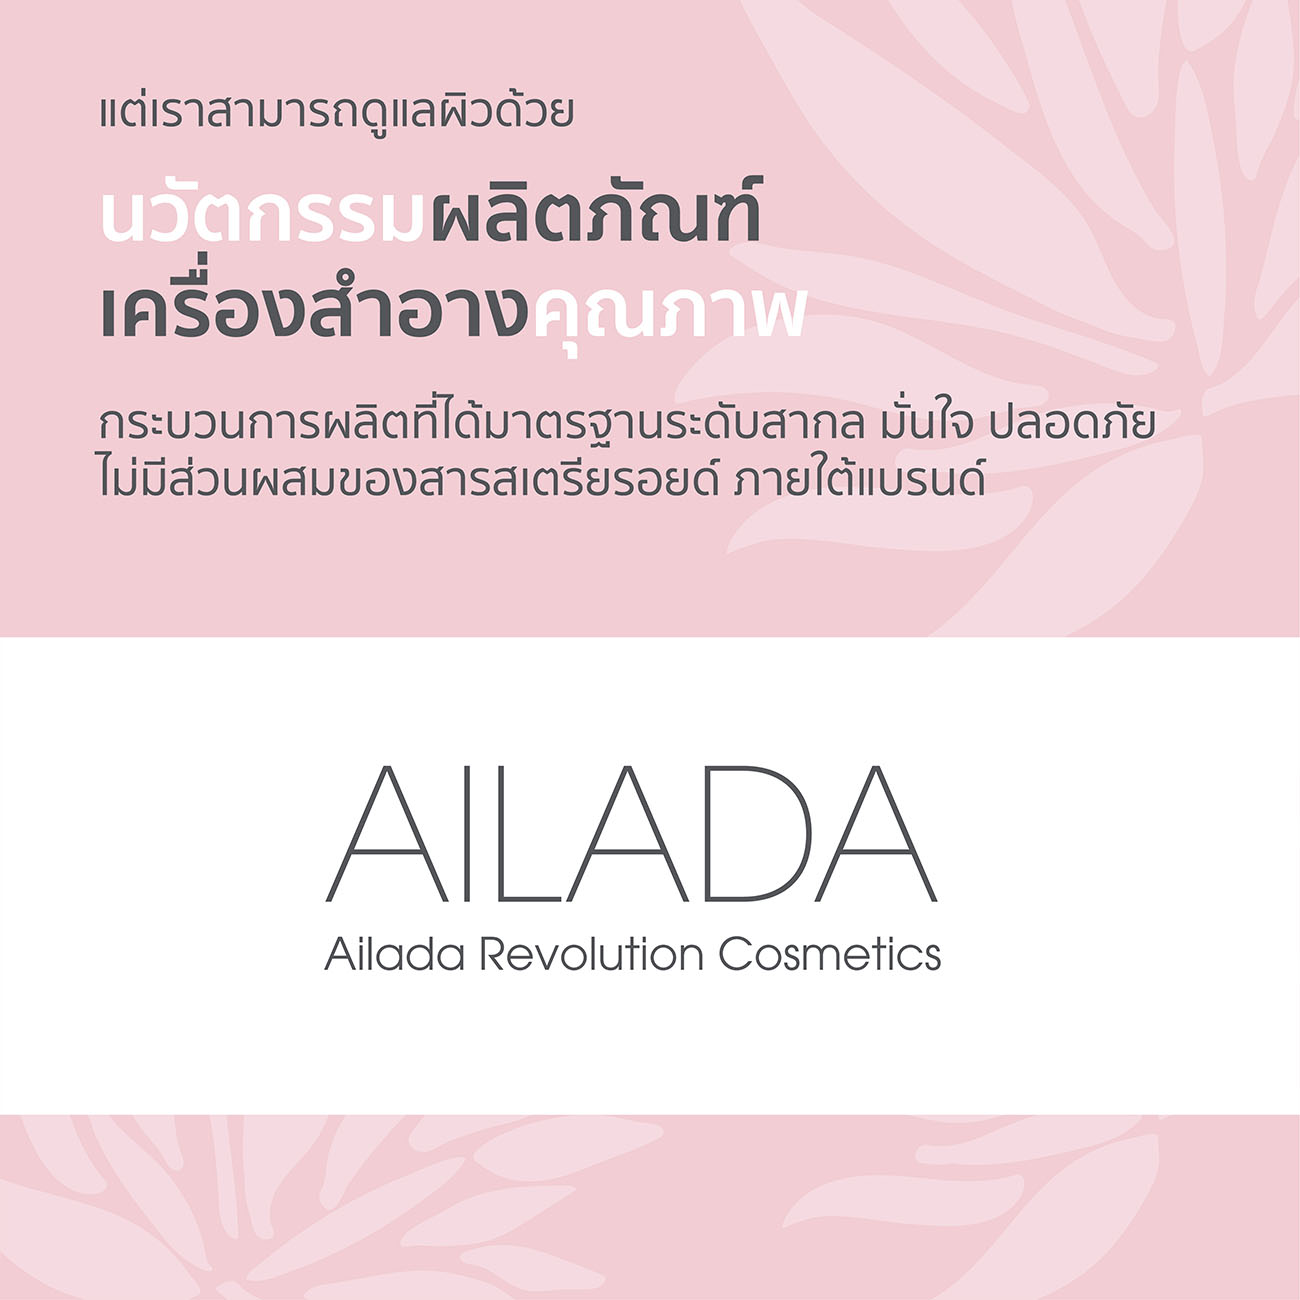 แต่เราสามารถดูแลผิวด้วย
นวัตกรรมผลิตภัณฑ์
เครื่องสำอางคุณภาพ
กระบวนการผลิตที่ได้มาตรฐานระดับสากล มั่นใจ ปลอดภัย
ไม่มีส่วนผสมของสารสเตรียรอยด์ ภายใต้แบรนด์
AILADA
Ailada Revolution Cosmetics